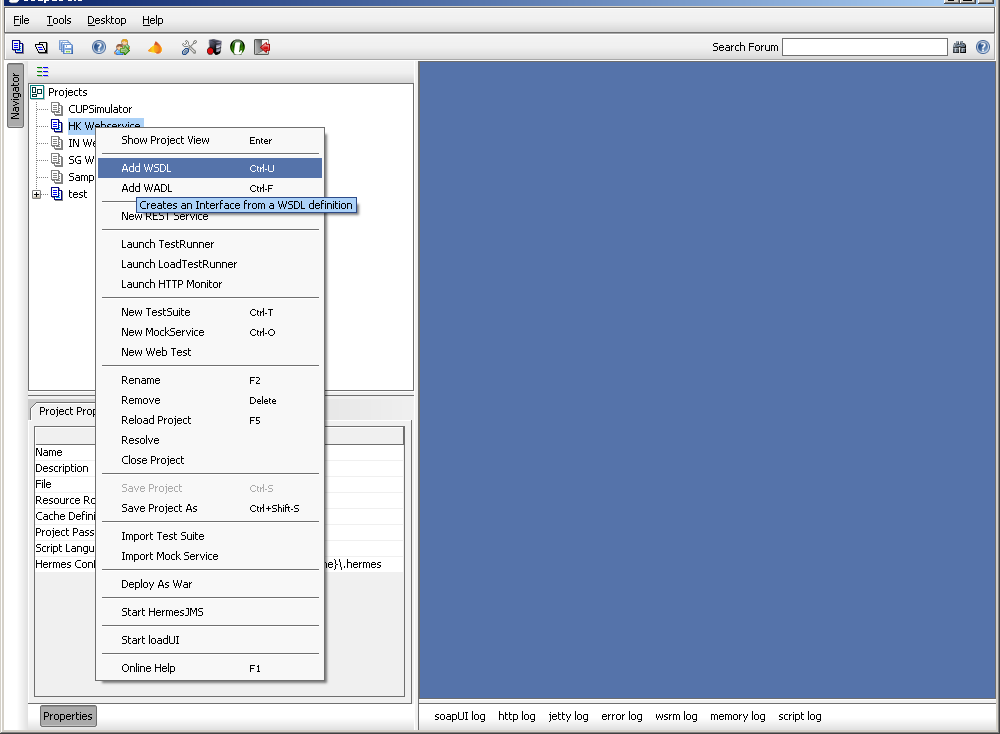 File Tools Desktop Help
Search Forum
Navigator
Projects
CUPSimulator
HK Webservice
IN We
SG W
Samp
test
Show Project View Enter
Add WSDL Ctrl-U
Add WADL Ctrl-F
Creates an Interface from a WSDL definition
New REST Service
Launch TestRunner
Launch LoadTestRunner
Launch HTTP Monitor
New TestSuite Ctrl-T
New MockService Ctrl-O
New Web Test
Rename F2
Remove Delete
Reload Project F5
Resolve
Close Project
Save Project Ctrl-S
Save Project As Ctrl+Shift-S
Import Test Suite
Import Mock Service
Deploy As War
Start HermesJMS
Start loadUI
Online Help F1
Project Prop
Name
Description
File
Resource Ro
Cache Defini
Project Pass
Script Langu
Hermes Conf
e}\.hermes
Properties
soapUI log http log jetty log error log wsrm log memory log script log